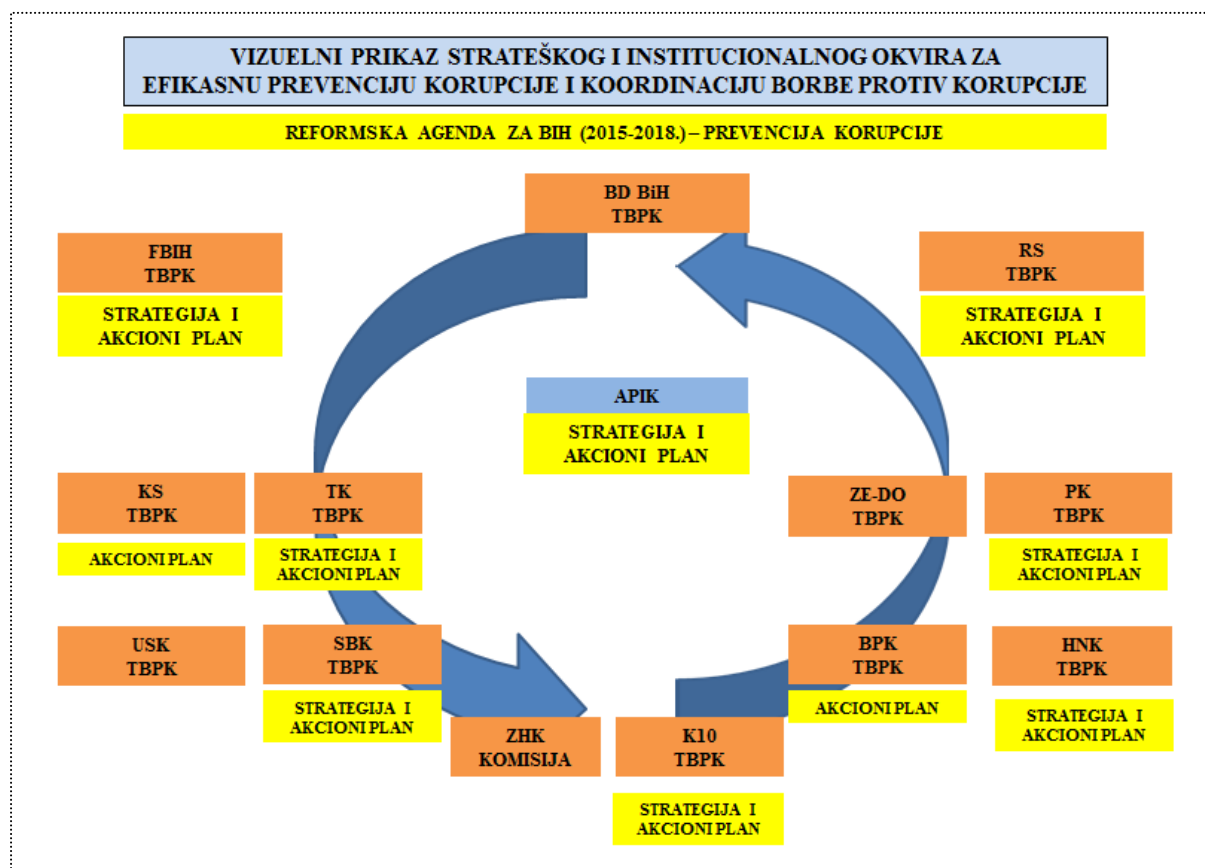 VIZUELNI PRIKAZ STRATEŠKOG I INSTITUCIONALNOG OKVIRA ZA
EFIKASNU PREVENCIJU KORUPCIJE I KOORDINACIJU BORBE PROTIV KORUPCIJE
REFORMSKA AGENDA ZA BIH (2015-2018.) – PREVENCIJA KORUPCIJE
BD BiH
TBPK
FBIH
TBPK
STRATEGIJA I
AKCIONI PLAN
RS
TBPK
STRATEGIJA I
AKCIONI PLAN
APIK
STRATEGIJA I
AKCIONI PLAN
KS
TBPK
AKCIONI PLAN
TK
TBPK
STRATEGIJA I
AKCIONI PLAN
ZE-DO
TBPK
PK
TBPK
STRATEGIJA I
AKCIONI PLAN
USK
TBPK
SBK
TBPK
STRATEGIJA I
AKCIONI PLAN
BPK
TBPK
AKCIONI PLAN
HNK
TBPK
STRATEGIJA I
AKCIONI PLAN
ZHK
KOMISIJA
K10
TBPK
STRATEGIJA I
AKCIONI PLAN